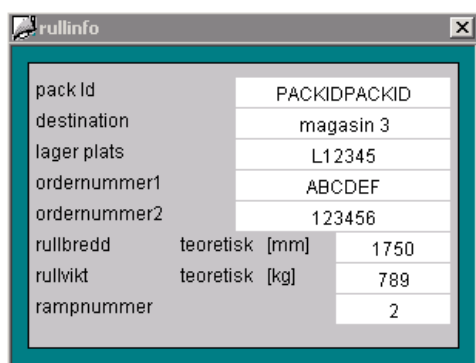 rullinfo
pack Id PACKIDPACKID
destination magasin 3
lager plats L12345
ordernummer1 ABCDEF
ordernummer2 123456
rullbredd teoretisk [mm] 1750
rullvikt teoretisk [kg] 789
rampnummer 2